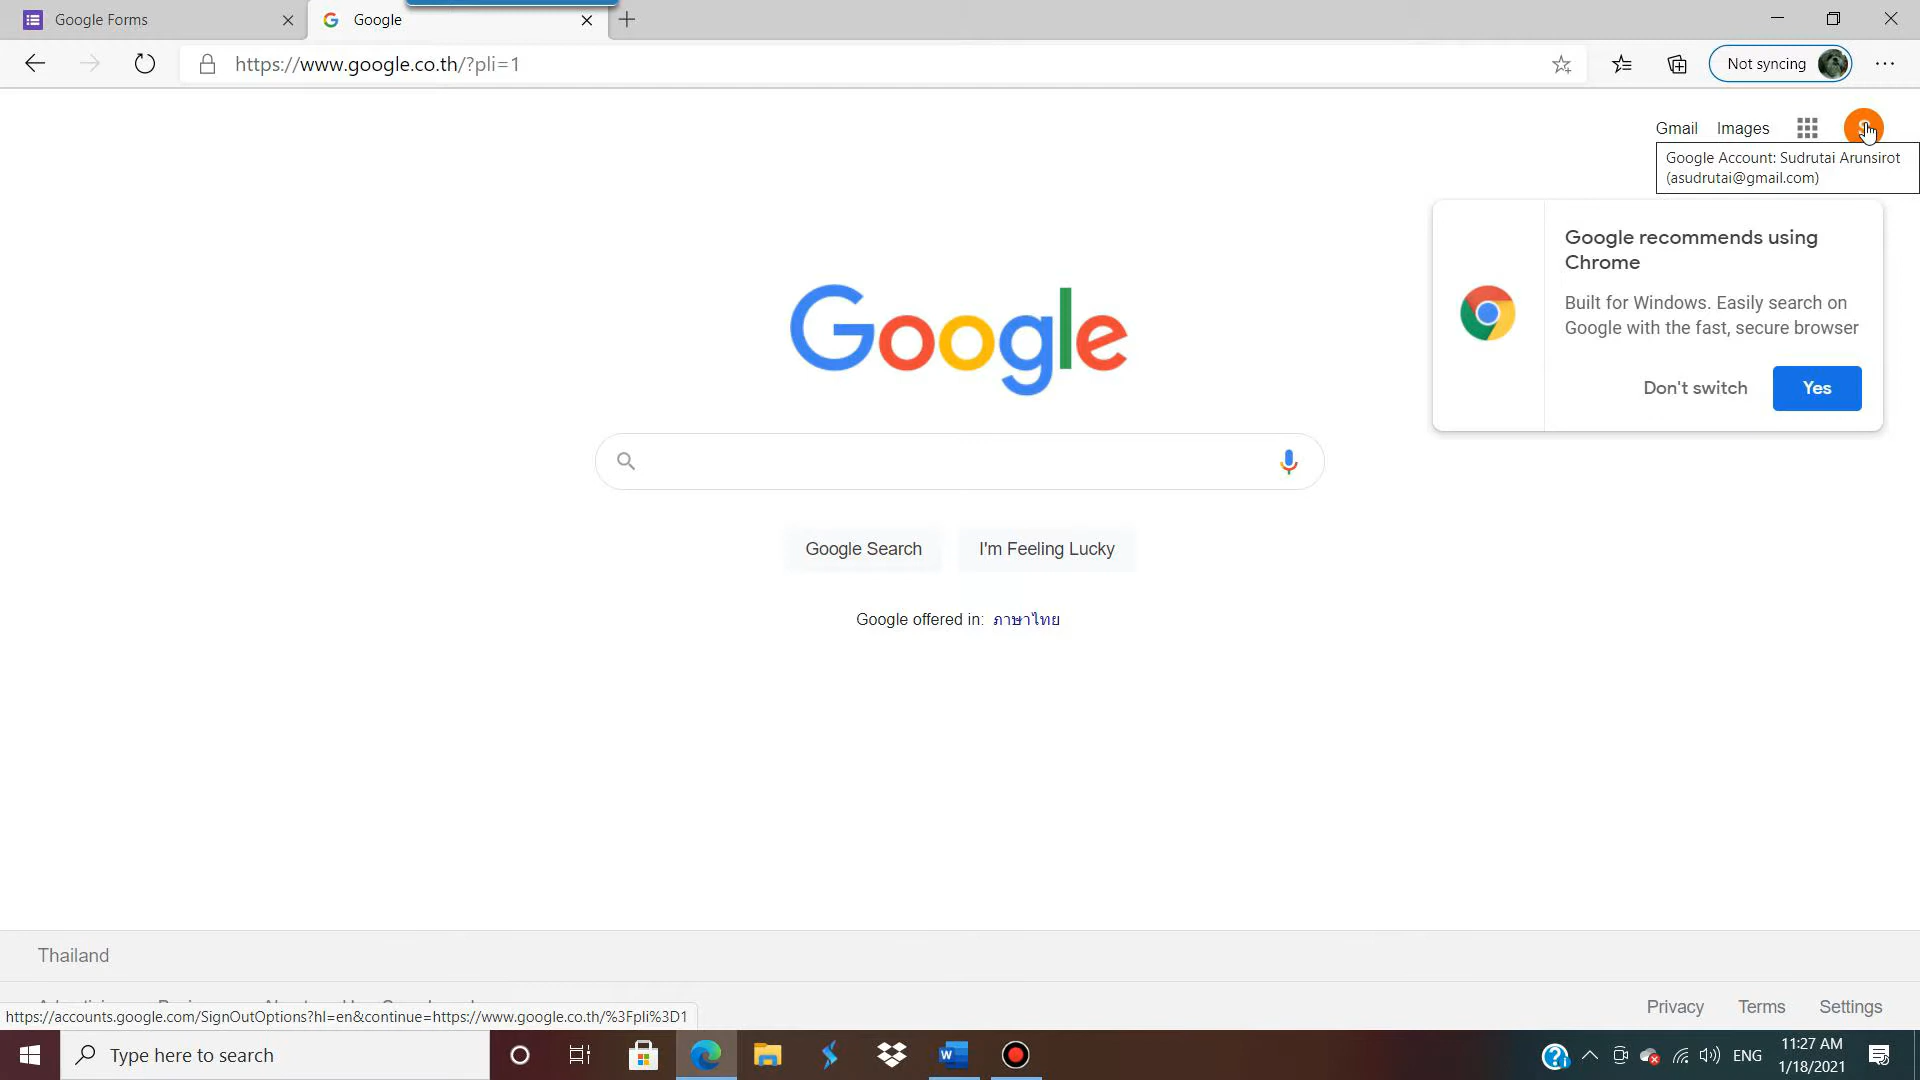 Google Forms
Google
https://www.google.co.th/?pli=1
Not syncing
Gmail
Images
Google Account: Sudrutai Arunsirot
(asudrutai@gmail.com)
Google recommends using
Chrome
Built for Windows. Easily search on
Google with the fast, secure browser
Don't switch
Yes
Google
Google Search
I'm Feeling Lucky
Google offered in: ภาษาไทย
Thailand
Privacy
Terms
Settings
https://accounts.google.com/SignOutOptions?hl=en&continue=https://www.google.co.th/%3Fpli%3D1
Type here to search
ENG
11:27 AM
1/18/2021